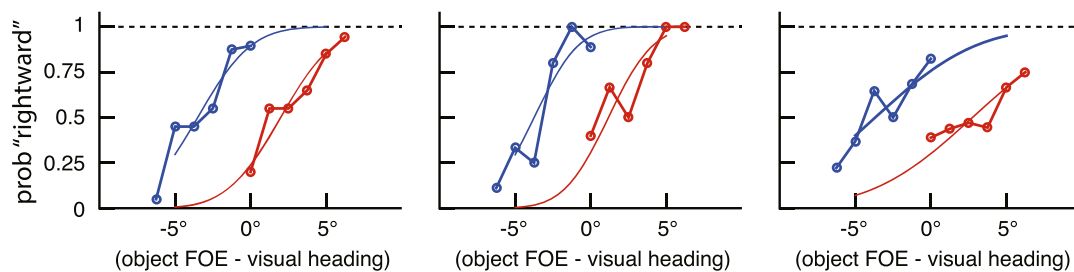 prob “rightward”
1
0.75
0.5
0.25
0
-5° 0° 5°
(object FOE - visual heading)
-5° 0° 5°
(object FOE - visual heading)
-5° 0° 5°
(object FOE - visual heading)